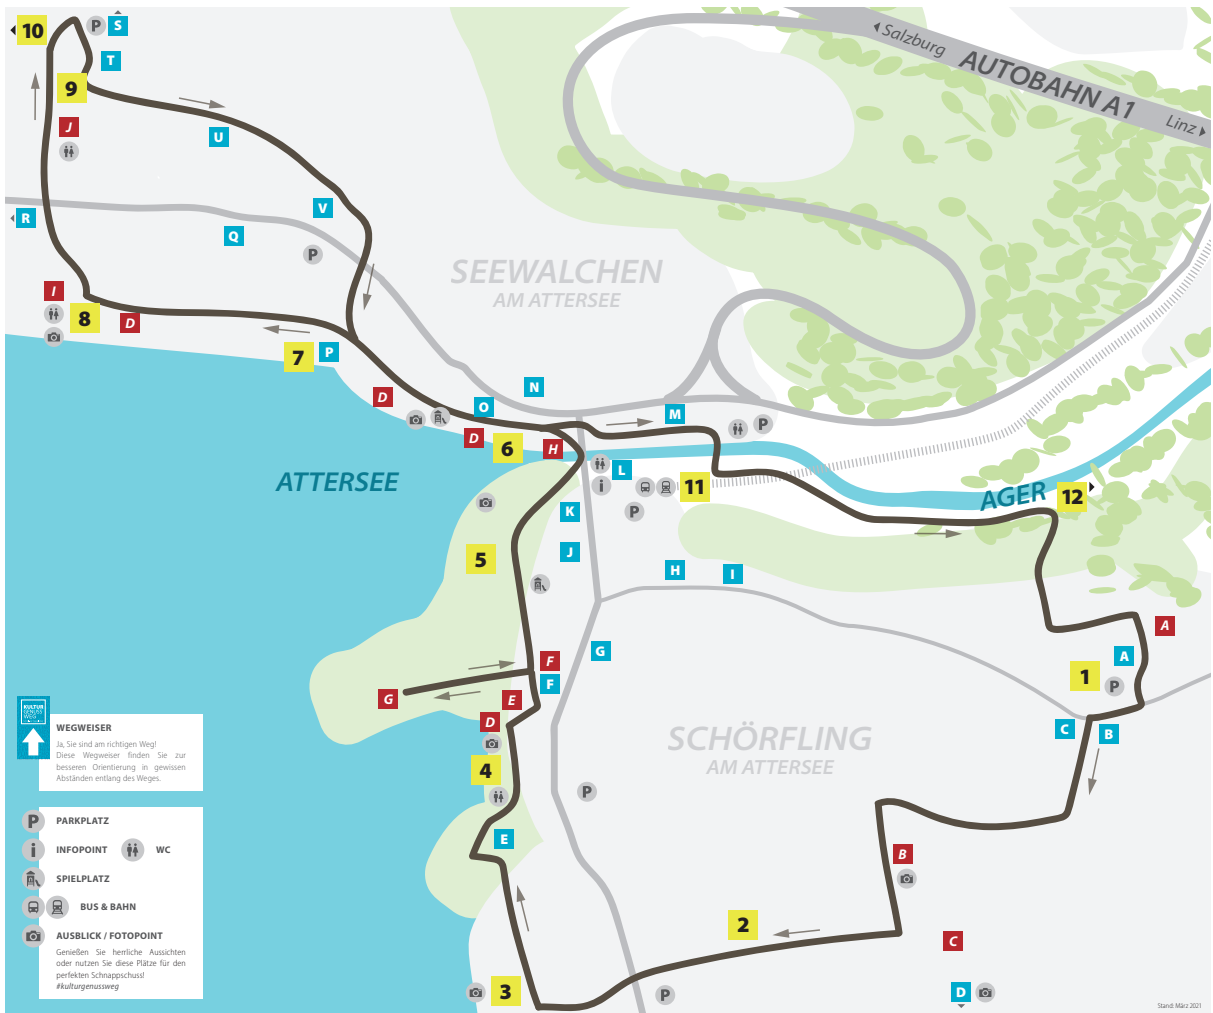 10
P
S
T
9
J
U
Salzburg
AUTOBAHN A1
Linz
R
Q
V
P
SEEWALCHEN
AM ATTERSEE
I
8
D
7
P
D
O
N
M
P
D
6
H
L
11
P
ATTERSEE
AGER
12
K
5
J
H
I
A
A
1
P
G
F
F
G
E
D
C
B
SCHÖRFLING
AM ATTERSEE
4
P
E
B
2
C
3
P
D
KULTUR
GENUSS
WEG
WEGWEISER
Ja, Sie sind am richtigen Weg!
Diese Wegweiser finden Sie zur
besseren Orientierung in gewissen
Abständen entlang des Weges.
P PARKPLATZ
i INFOPOINT WC
SPIELPLATZ
BUS & BAHN
AUSBLICK / FOTOPOINT
Genießen Sie herrliche Aussichten
oder nutzen Sie diese Plätze für den
perfekten Schnappschuss!
#kulturgenussweg
Stand: März 2021